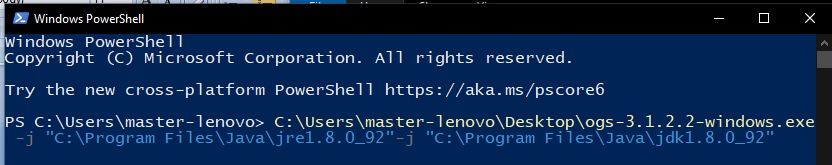 Windows PowerShell
Windows PowerShell
Copyright (C) Microsoft Corporation. All rights reserved.
Try the new cross-platform PowerShell https://aka.ms/pscore6
PS C:\Users\master-lenovo> C:\Users\master-lenovo\Desktop\ogs-3.1.2.2-windows.exe
-j "C:\Program Files\Java\jre1.8.0_92"-j "C:\Program Files\Java\jdk1.8.0_92"